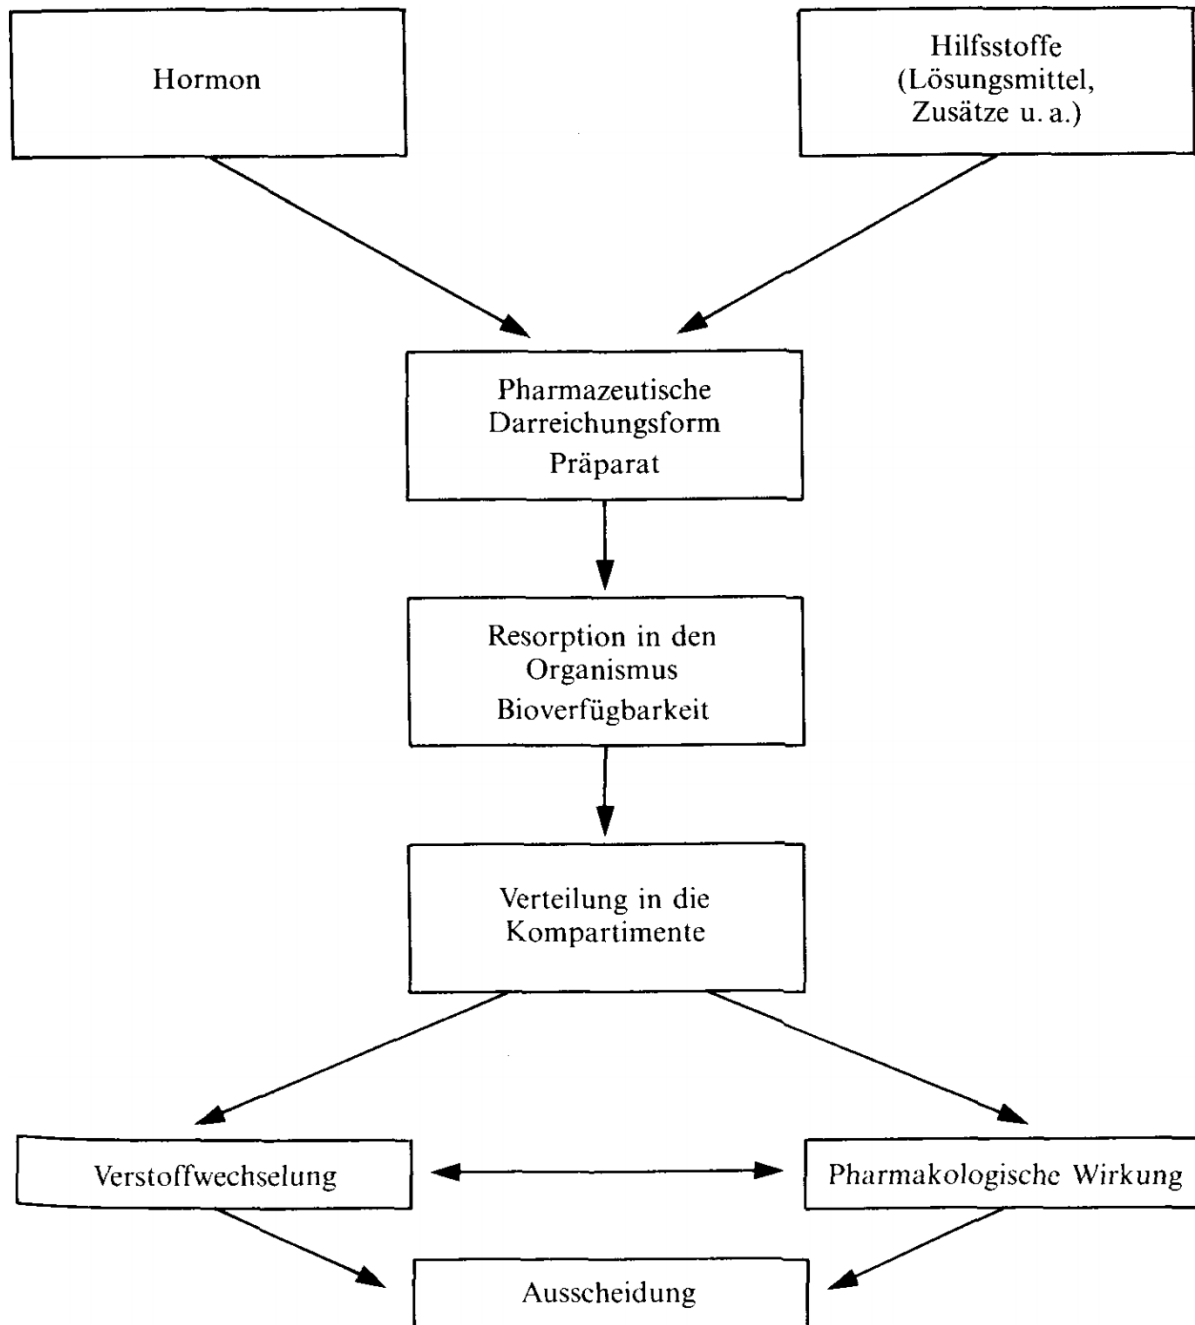 Hormon
Hilfsstoffe
(Lösungsmittel,
Zusätze u. a.)
Pharmazeutische
Darreichungsform
Präparat
Resorption in den
Organismus
Bioverfügbarkeit
Verteilung in die
Kompartimente
Verstoffwechselung
Pharmakologische Wirkung
Ausscheidung